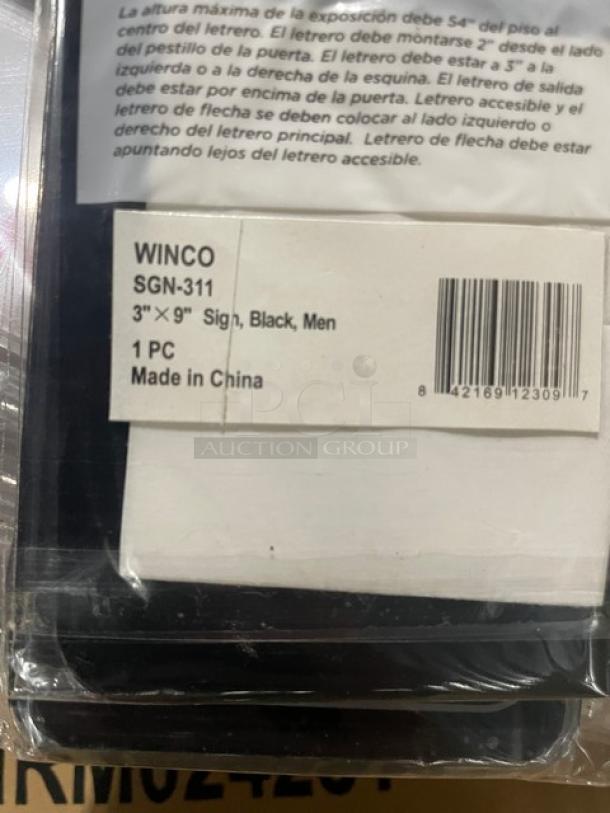 La altura máxima de la exposición debe 54" del piso al
centro del letrero. El letrero debe montarse 2" desde el lado
del pestillo de la puerta. El letrero debe estar a 3" a la
izquierda o a la derecha de la esquina. El letrero de salida
debe estar por encima de la puerta. Letrero accesible y el
letrero de flecha se deben colocar al lado izquierdo o
derecho del letrero principal. Letrero de flecha debe estar
apuntando lejos del letrero accesible.
WINCO
SGN-311
3" × 9" Sign, Black, Men
1 PC
Made in China
8 42169 12309 7
PCI
AUCTION GROUP